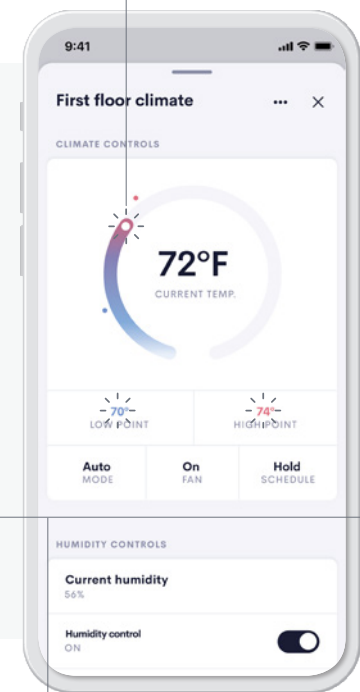 9:41
First floor climate
CLIMATE CONTROLS
72°F
CURRENT TEMP.
70° 74°
LOW POINT HIGH POINT
Auto On Hold
MODE FAN SCHEDULE
HUMIDITY CONTROLS
Current humidity
56%
Humidity control
ON